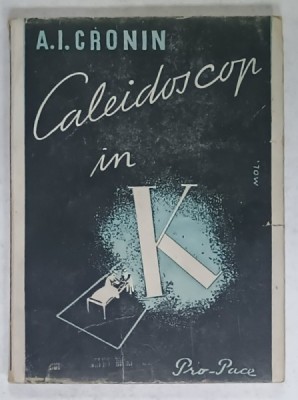 A.I.CRONIN
Caleidoscop
in
K
MOL.
Pro-Pace